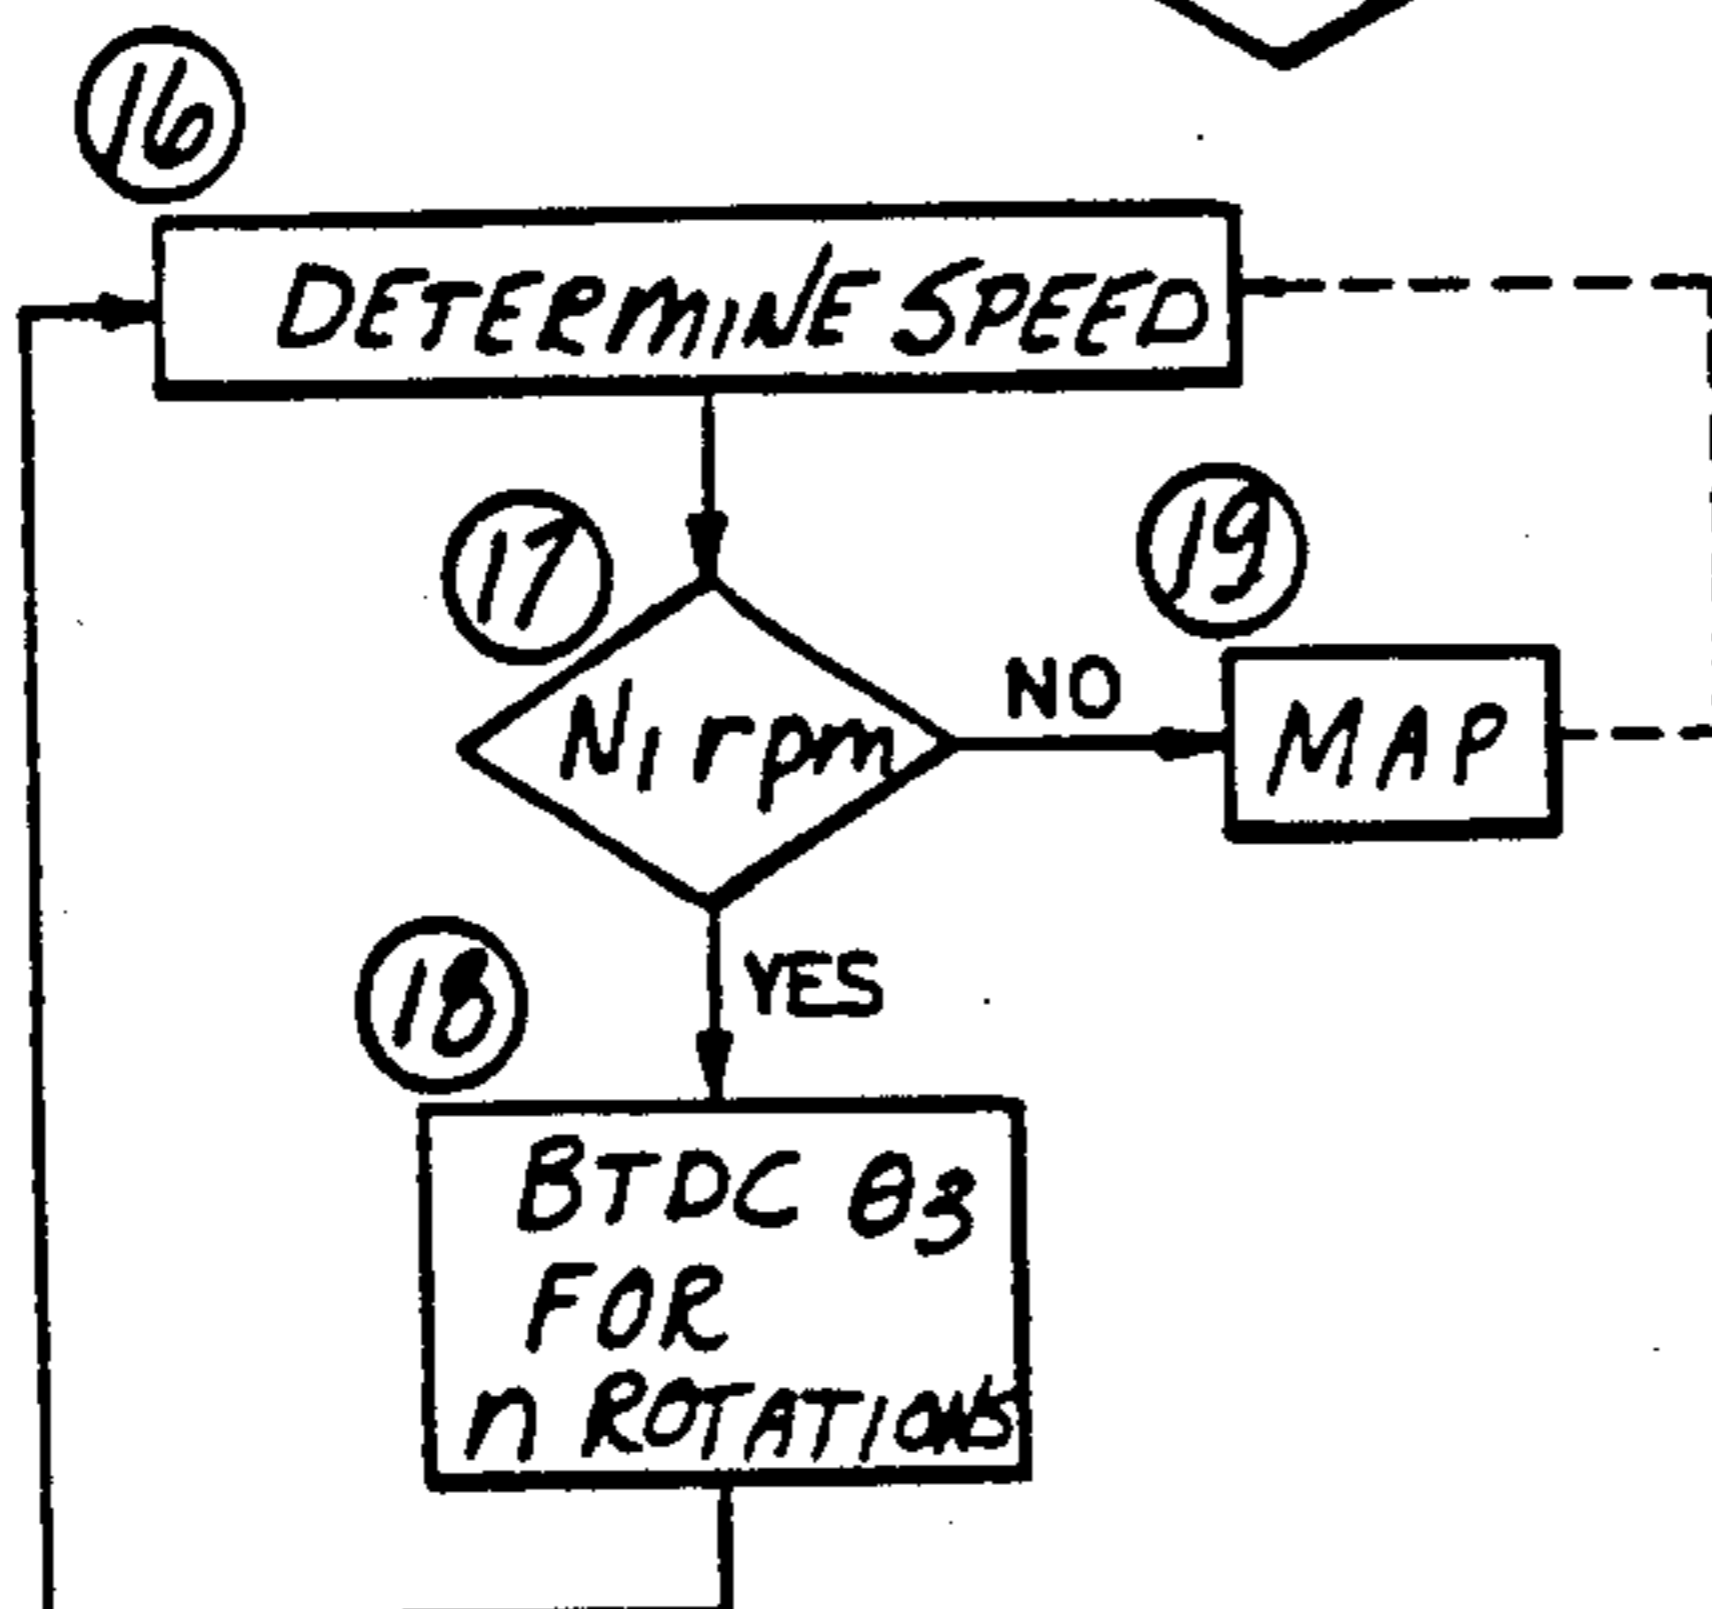 16
DETERMINE SPEED
17
19
N1 rpm
NO
MAP
18
YES
BTDC θ3
FOR
n ROTATIONS